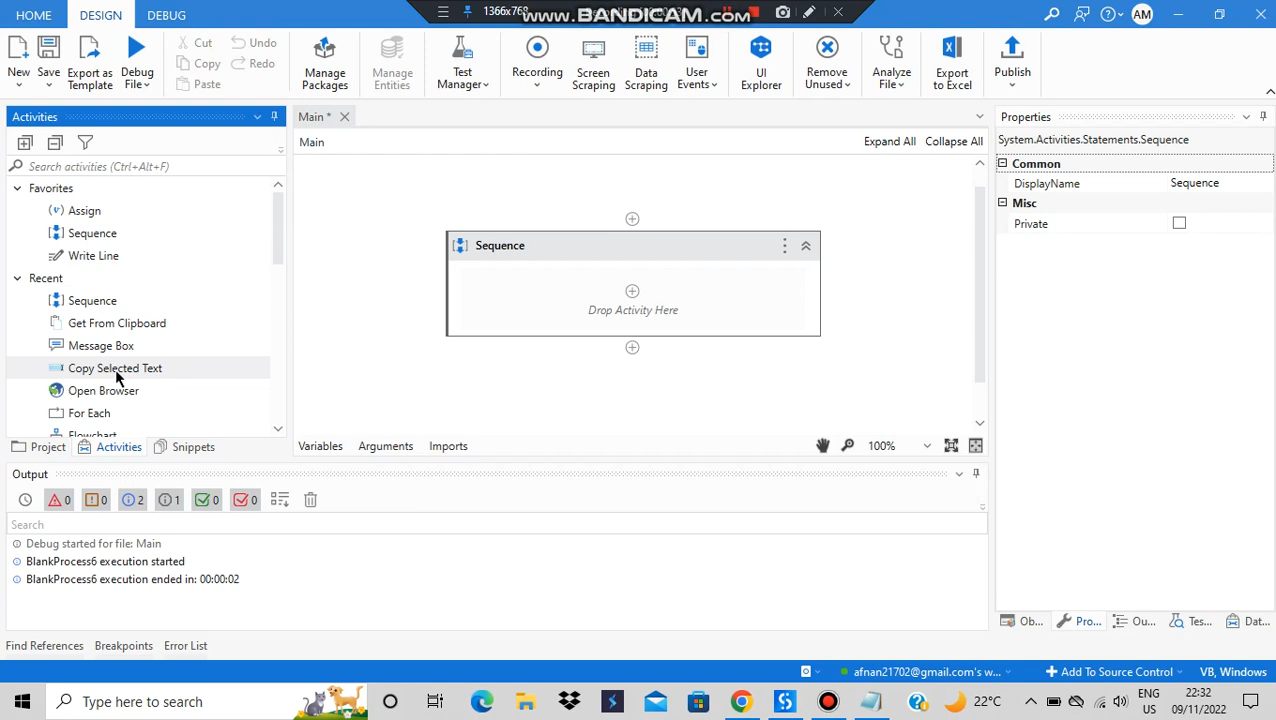 HOME
DESIGN
DEBUG
1366x768
www.BANDICAM.com
AM
New
Save
Export as Template
Debug File
Cut
Copy
Paste
Undo
Redo
Manage Packages
Manage Entities
Test Manager
Recording
Screen Scraping
Data Scraping
User Events
UI Explorer
Remove Unused
Analyze File
Export to Excel
Publish
Activities
Search activities (Ctrl+Alt+F)
Favorites
Assign
Sequence
Write Line
Recent
Sequence
Get From Clipboard
Message Box
Copy Selected Text
Open Browser
For Each
Flowchart
Project
Activities
Snippets
Main *
Main
Expand All
Collapse All
Sequence
Drop Activity Here
Variables
Arguments
Imports
100%
Properties
System.Activities.Statements.Sequence
Common
DisplayName
Sequence
Misc
Private
Output
0
0
2
1
0
0
Search
Debug started for file: Main
BlankProcess6 execution started
BlankProcess6 execution ended in: 00:00:02
Ob...
Pro...
Ou...
Tes...
Dat...
Find References
Breakpoints
Error List
afnan21702@gmail.com's w...
Add To Source Control
VB, Windows
Type here to search
22°C
ENG
PK
22:32
09/11/2022